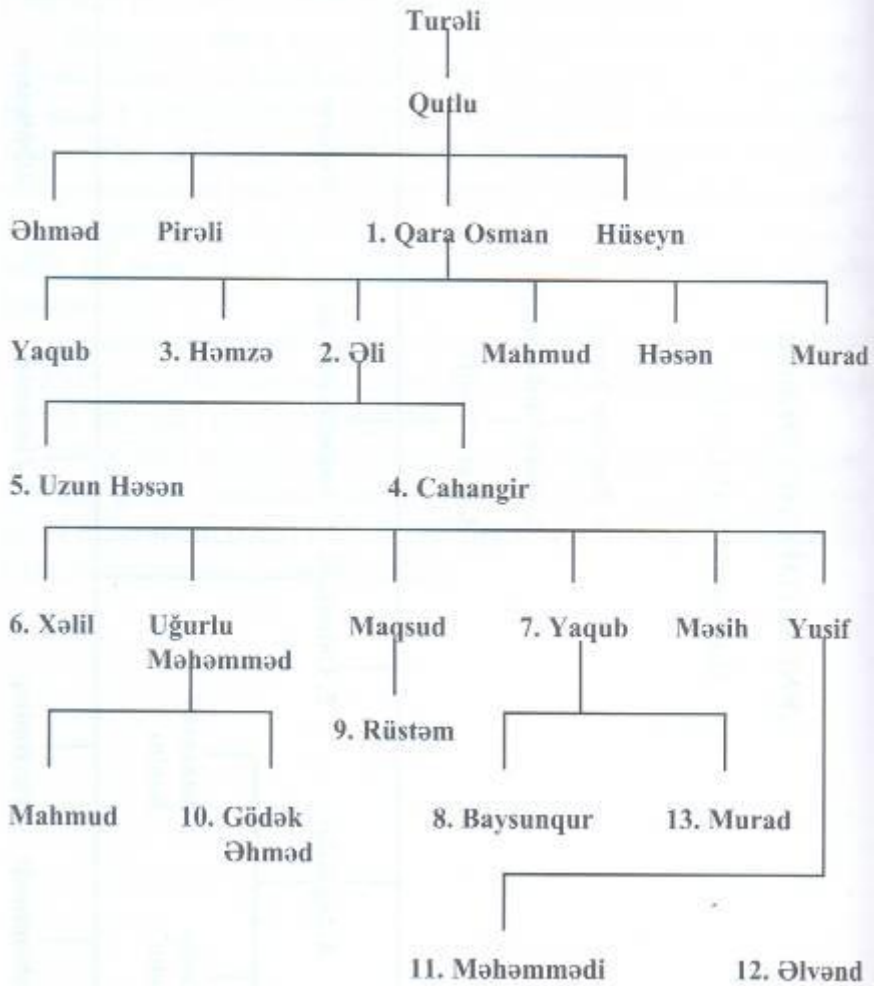 Turəli
Qutlu
Əhməd Pirəli 1. Qara Osman Hüseyn
Yaqub 3. Həmzə 2. Əli Mahmud Həsən Murad
5. Uzun Həsən 4. Cahangir
6. Xəlil Uğurlu Maqsud 7. Yaqub Məsih Yusif
Məhəmməd
9. Rüstəm
Mahmud 10. Gödək 8. Baysunqur 13. Murad
Əhməd
11. Məhəmmədi 12. Əlvənd